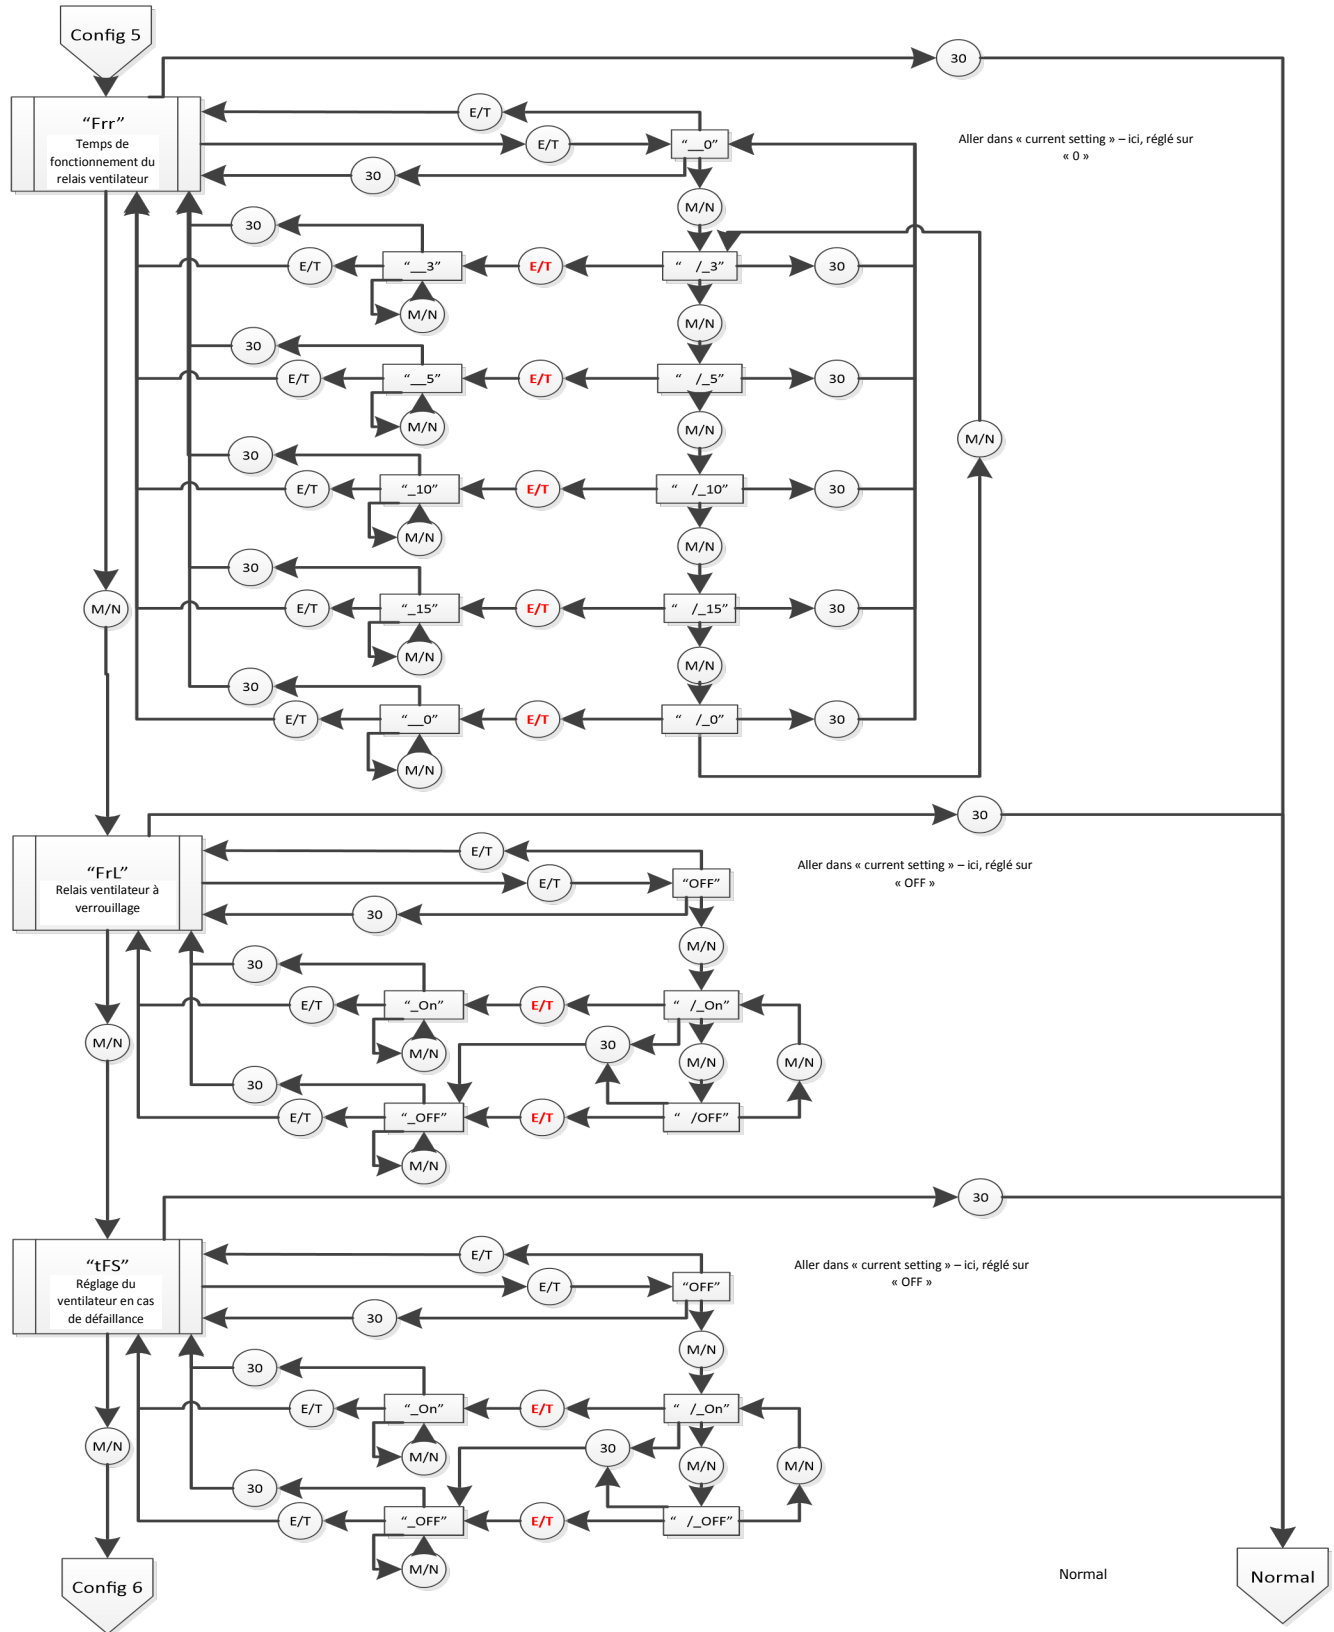 Config 5
30
“Frr”
Temps de
fonctionnement du
relais ventilateur
E/T
E/T
“__0”
30
Aller dans « current setting » – ici, réglé sur
« 0 »
M/N
30
E/T
“__3”
E/T
“ /_3”
30
M/N
M/N
30
E/T
“__5”
E/T
“ /_5”
30
M/N
M/N
M/N
30
E/T
“_10”
E/T
“ /_10”
30
M/N
M/N
30
M/N
E/T
“_15”
E/T
“ /_15”
30
M/N
M/N
30
E/T
“__0”
E/T
“ /_0”
30
M/N
30
“FrL”
Relais ventilateur à
verrouillage
E/T
E/T
“OFF”
30
Aller dans « current setting » – ici, réglé sur
« OFF »
M/N
30
E/T
“_On”
E/T
“ /_On”
M/N
M/N
30
M/N
M/N
30
E/T
“_OFF”
E/T
“ /OFF”
M/N
30
“tFS”
Réglage du
ventilateur en cas
de défaillance
E/T
E/T
“OFF”
30
Aller dans « current setting » – ici, réglé sur
« OFF »
M/N
30
E/T
“_On”
E/T
“ /_On”
M/N
M/N
30
M/N
M/N
30
E/T
“_OFF”
E/T
“ /_OFF”
M/N
Config 6
Normal
Normal